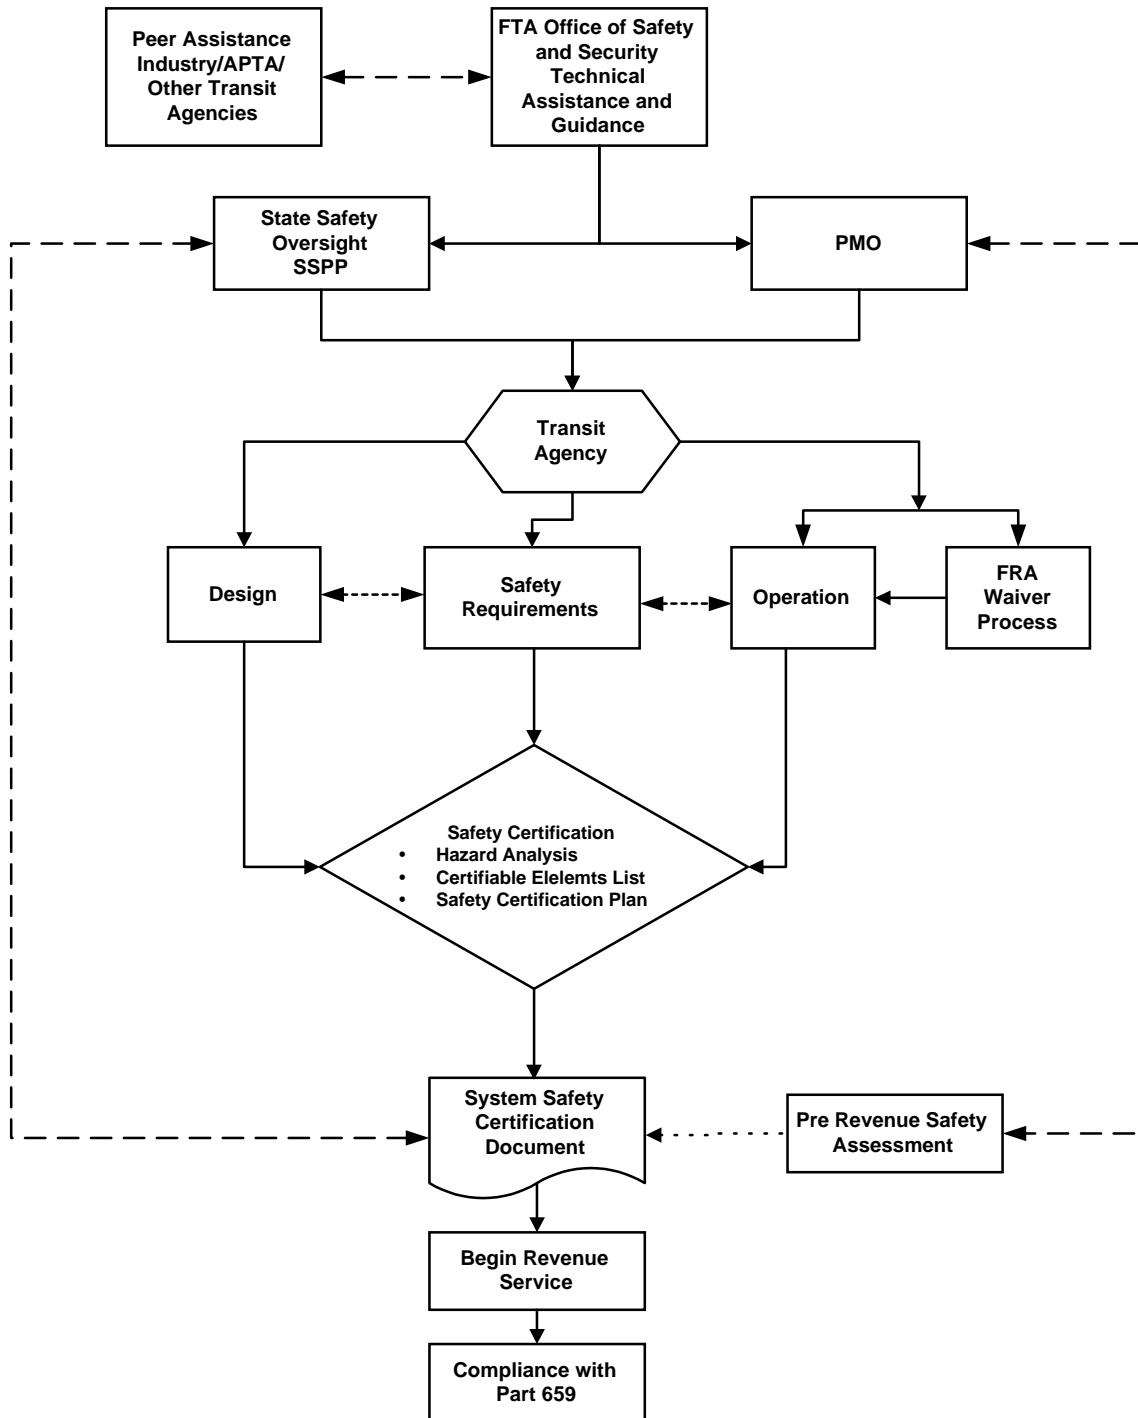 Peer Assistance
Industry/APTA/
Other Transit
Agencies
FTA Office of Safety
and Security
Technical
Assistance and
Guidance
State Safety
Oversight
SSPP
PMO
Transit
Agency
Design
Safety
Requirements
Operation
FRA
Waiver
Process
Safety Certification
• Hazard Analysis
• Certifiable Elelemts List
• Safety Certification Plan
System Safety
Certification
Document
Pre Revenue Safety
Assessment
Begin Revenue
Service
Compliance with
Part 659